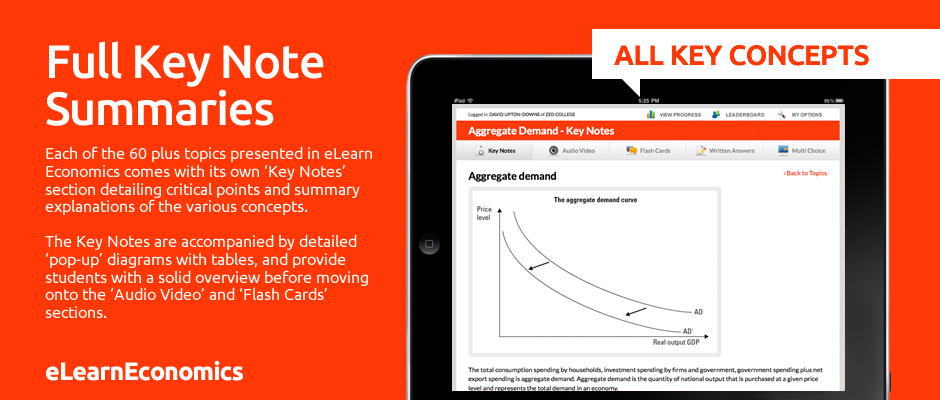 Full Key Note
Summaries
Each of the 60 plus topics presented in eLearn
Economics comes with its own ‘Key Notes’
section detailing critical points and summary
explanations of the various concepts.
The Key Notes are accompanied by detailed
‘pop-up’ diagrams with tables, and provide
students with a solid overview before moving
onto the ‘Audio Video’ and ‘Flash Cards’
sections.
eLearnEconomics
ALL KEY CONCEPTS
iPad 5:25 PM 95%
Logged in: DAVID UPTON-DOWNS of ZED COLLEGE VIEW PROGRESS LEADERBOARD MY OPTIONS
Aggregate Demand - Key Notes
Key Notes Audio Video Flash Cards Written Answers Multi Choice
Aggregate demand ‹ Back to Topics
The aggregate demand curve
Price
level
AD
AD'
Real output GDP
The total consumption spending by households, investment spending by firms and government, government spending plus net
export spending is aggregate demand. Aggregate demand is the quantity of national output that is purchased at a given price
level and represents the total demand in an economy.